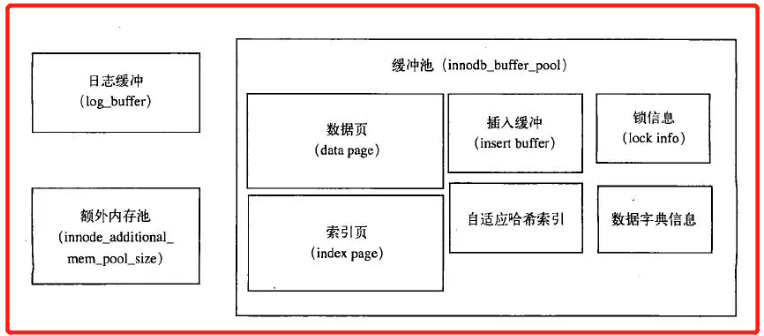 日志缓冲
(log_buffer)
额外内存池
(innode_additional_
mem_pool_size)
缓冲池（innodb_buffer_pool）
数据页
(data page)
插入缓冲
(insert buffer)
锁信息
(lock info)
索引页
(index page)
自适应哈希索引
数据字典信息